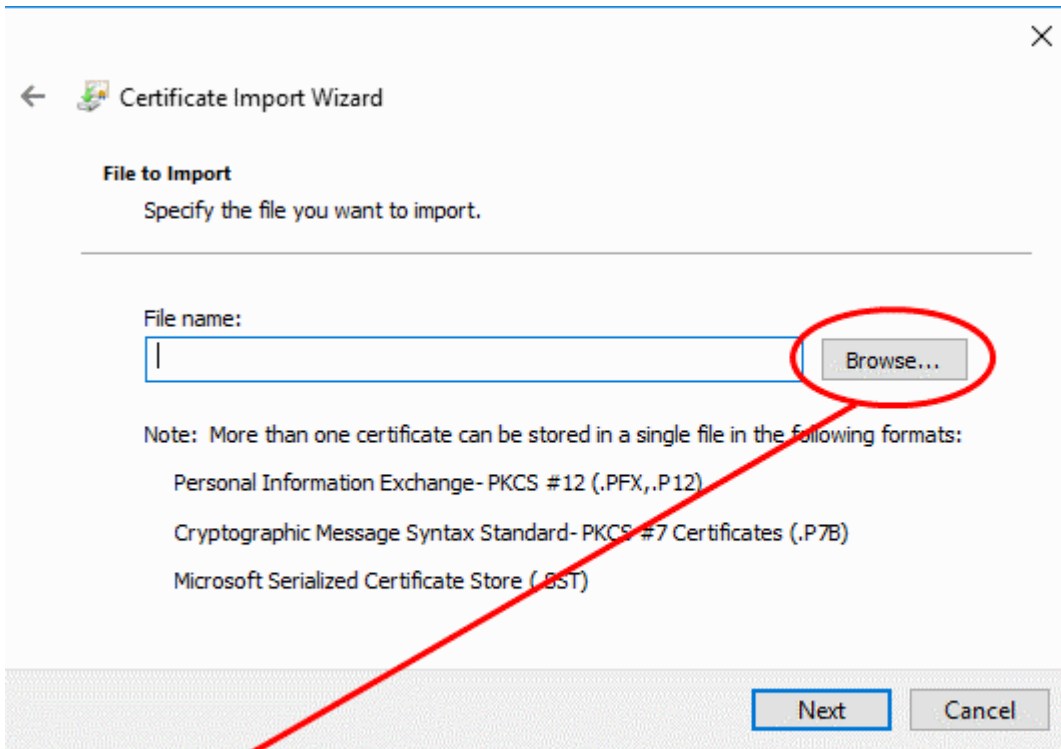 Certificate Import Wizard
File to Import
Specify the file you want to import.
File name:
Browse...
Note: More than one certificate can be stored in a single file in the following formats:
Personal Information Exchange- PKCS #12 (.PFX,.P12)
Cryptographic Message Syntax Standard- PKCS #7 Certificates (.P7B)
Microsoft Serialized Certificate Store (.SST)
Next Cancel